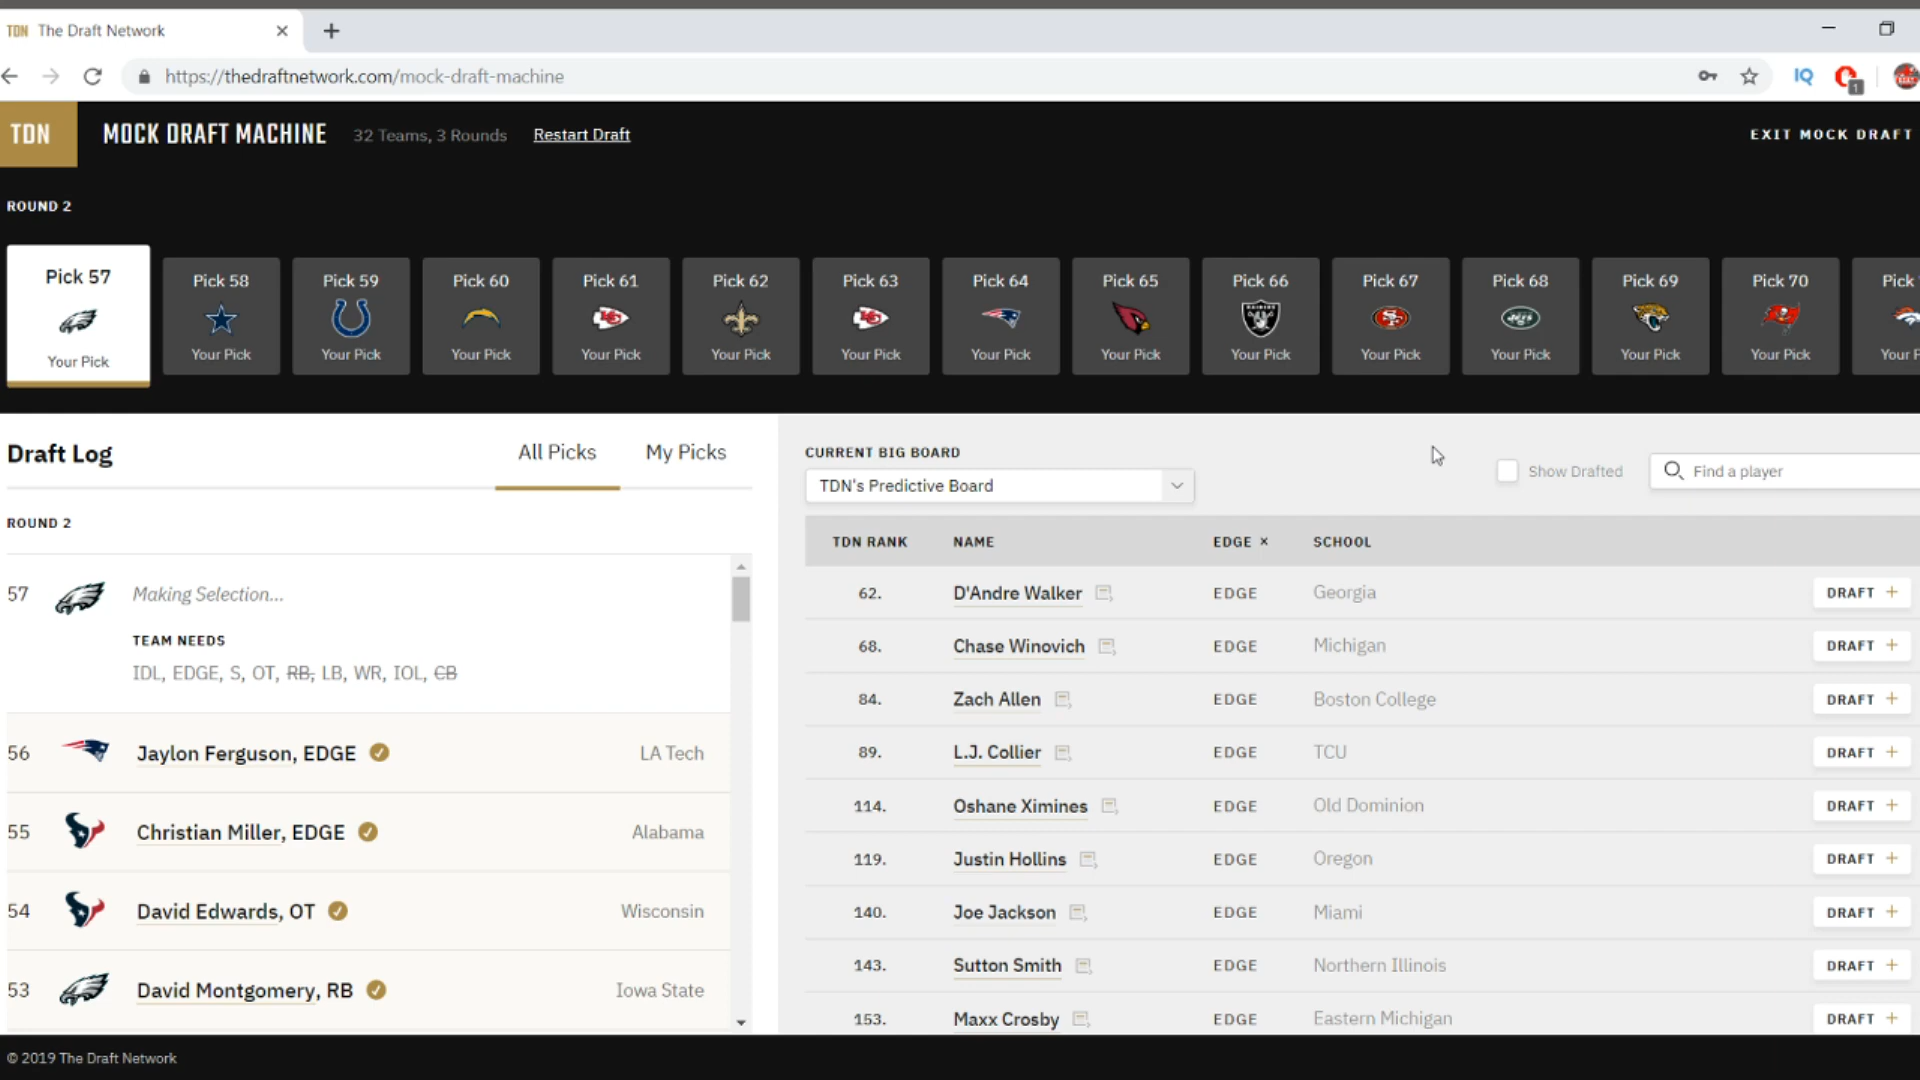 TDN The Draft Network
https://thedraftnetwork.com/mock-draft-machine
IQ
1
TDN
MOCK DRAFT MACHINE
32 Teams, 3 Rounds
Restart Draft
EXIT MOCK DRAFT
ROUND 2
Pick 57
Your Pick
Pick 58
Your Pick
Pick 59
Your Pick
Pick 60
Your Pick
Pick 61
Your Pick
Pick 62
Your Pick
Pick 63
Your Pick
Pick 64
Your Pick
Pick 65
Your Pick
Pick 66
RAIDERS
Your Pick
Pick 67
Your Pick
Pick 68
JETS
Your Pick
Pick 69
Your Pick
Pick 70
Your Pick
Pick
Your P
Draft Log
All Picks
My Picks
ROUND 2
57
Making Selection...
TEAM NEEDS
IDL, EDGE, S, OT, RB, LB, WR, IOL, CB
56 Jaylon Ferguson, EDGE LA Tech
55 Christian Miller, EDGE Alabama
54 David Edwards, OT Wisconsin
53 David Montgomery, RB Iowa State
CURRENT BIG BOARD
TDN's Predictive Board
Show Drafted
Find a player
TDN RANK NAME EDGE × SCHOOL
62. D'Andre Walker EDGE Georgia DRAFT +
68. Chase Winovich EDGE Michigan DRAFT +
84. Zach Allen EDGE Boston College DRAFT +
89. L.J. Collier EDGE TCU DRAFT +
114. Oshane Ximines EDGE Old Dominion DRAFT +
119. Justin Hollins EDGE Oregon DRAFT +
140. Joe Jackson EDGE Miami DRAFT +
143. Sutton Smith EDGE Northern Illinois DRAFT +
153. Maxx Crosby EDGE Eastern Michigan DRAFT +
© 2019 The Draft Network